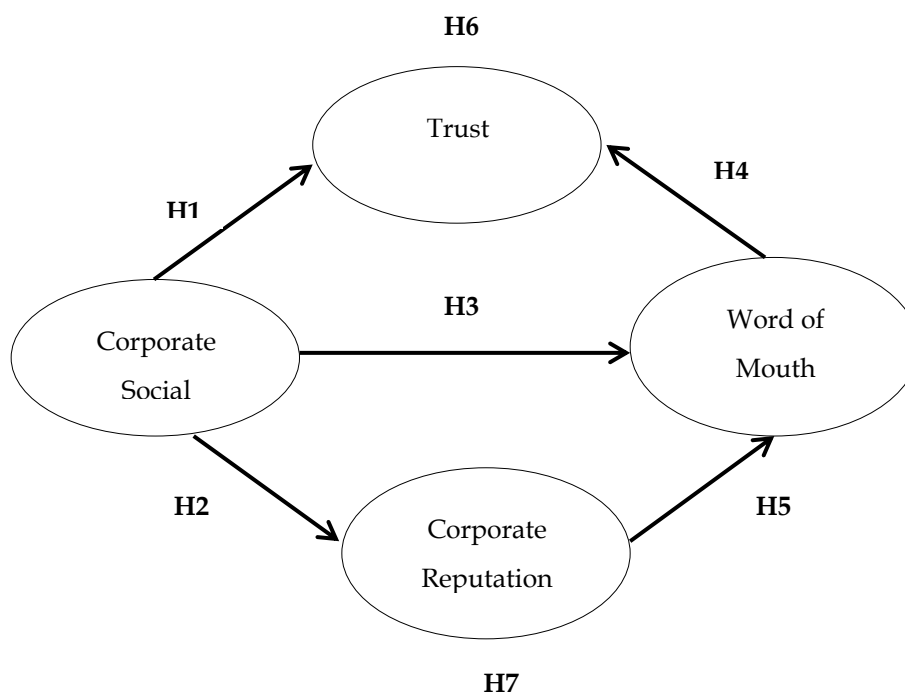 H6
Trust
H4
H1
H3
Word of
Mouth
Corporate
Social
H2
H5
Corporate
Reputation
H7